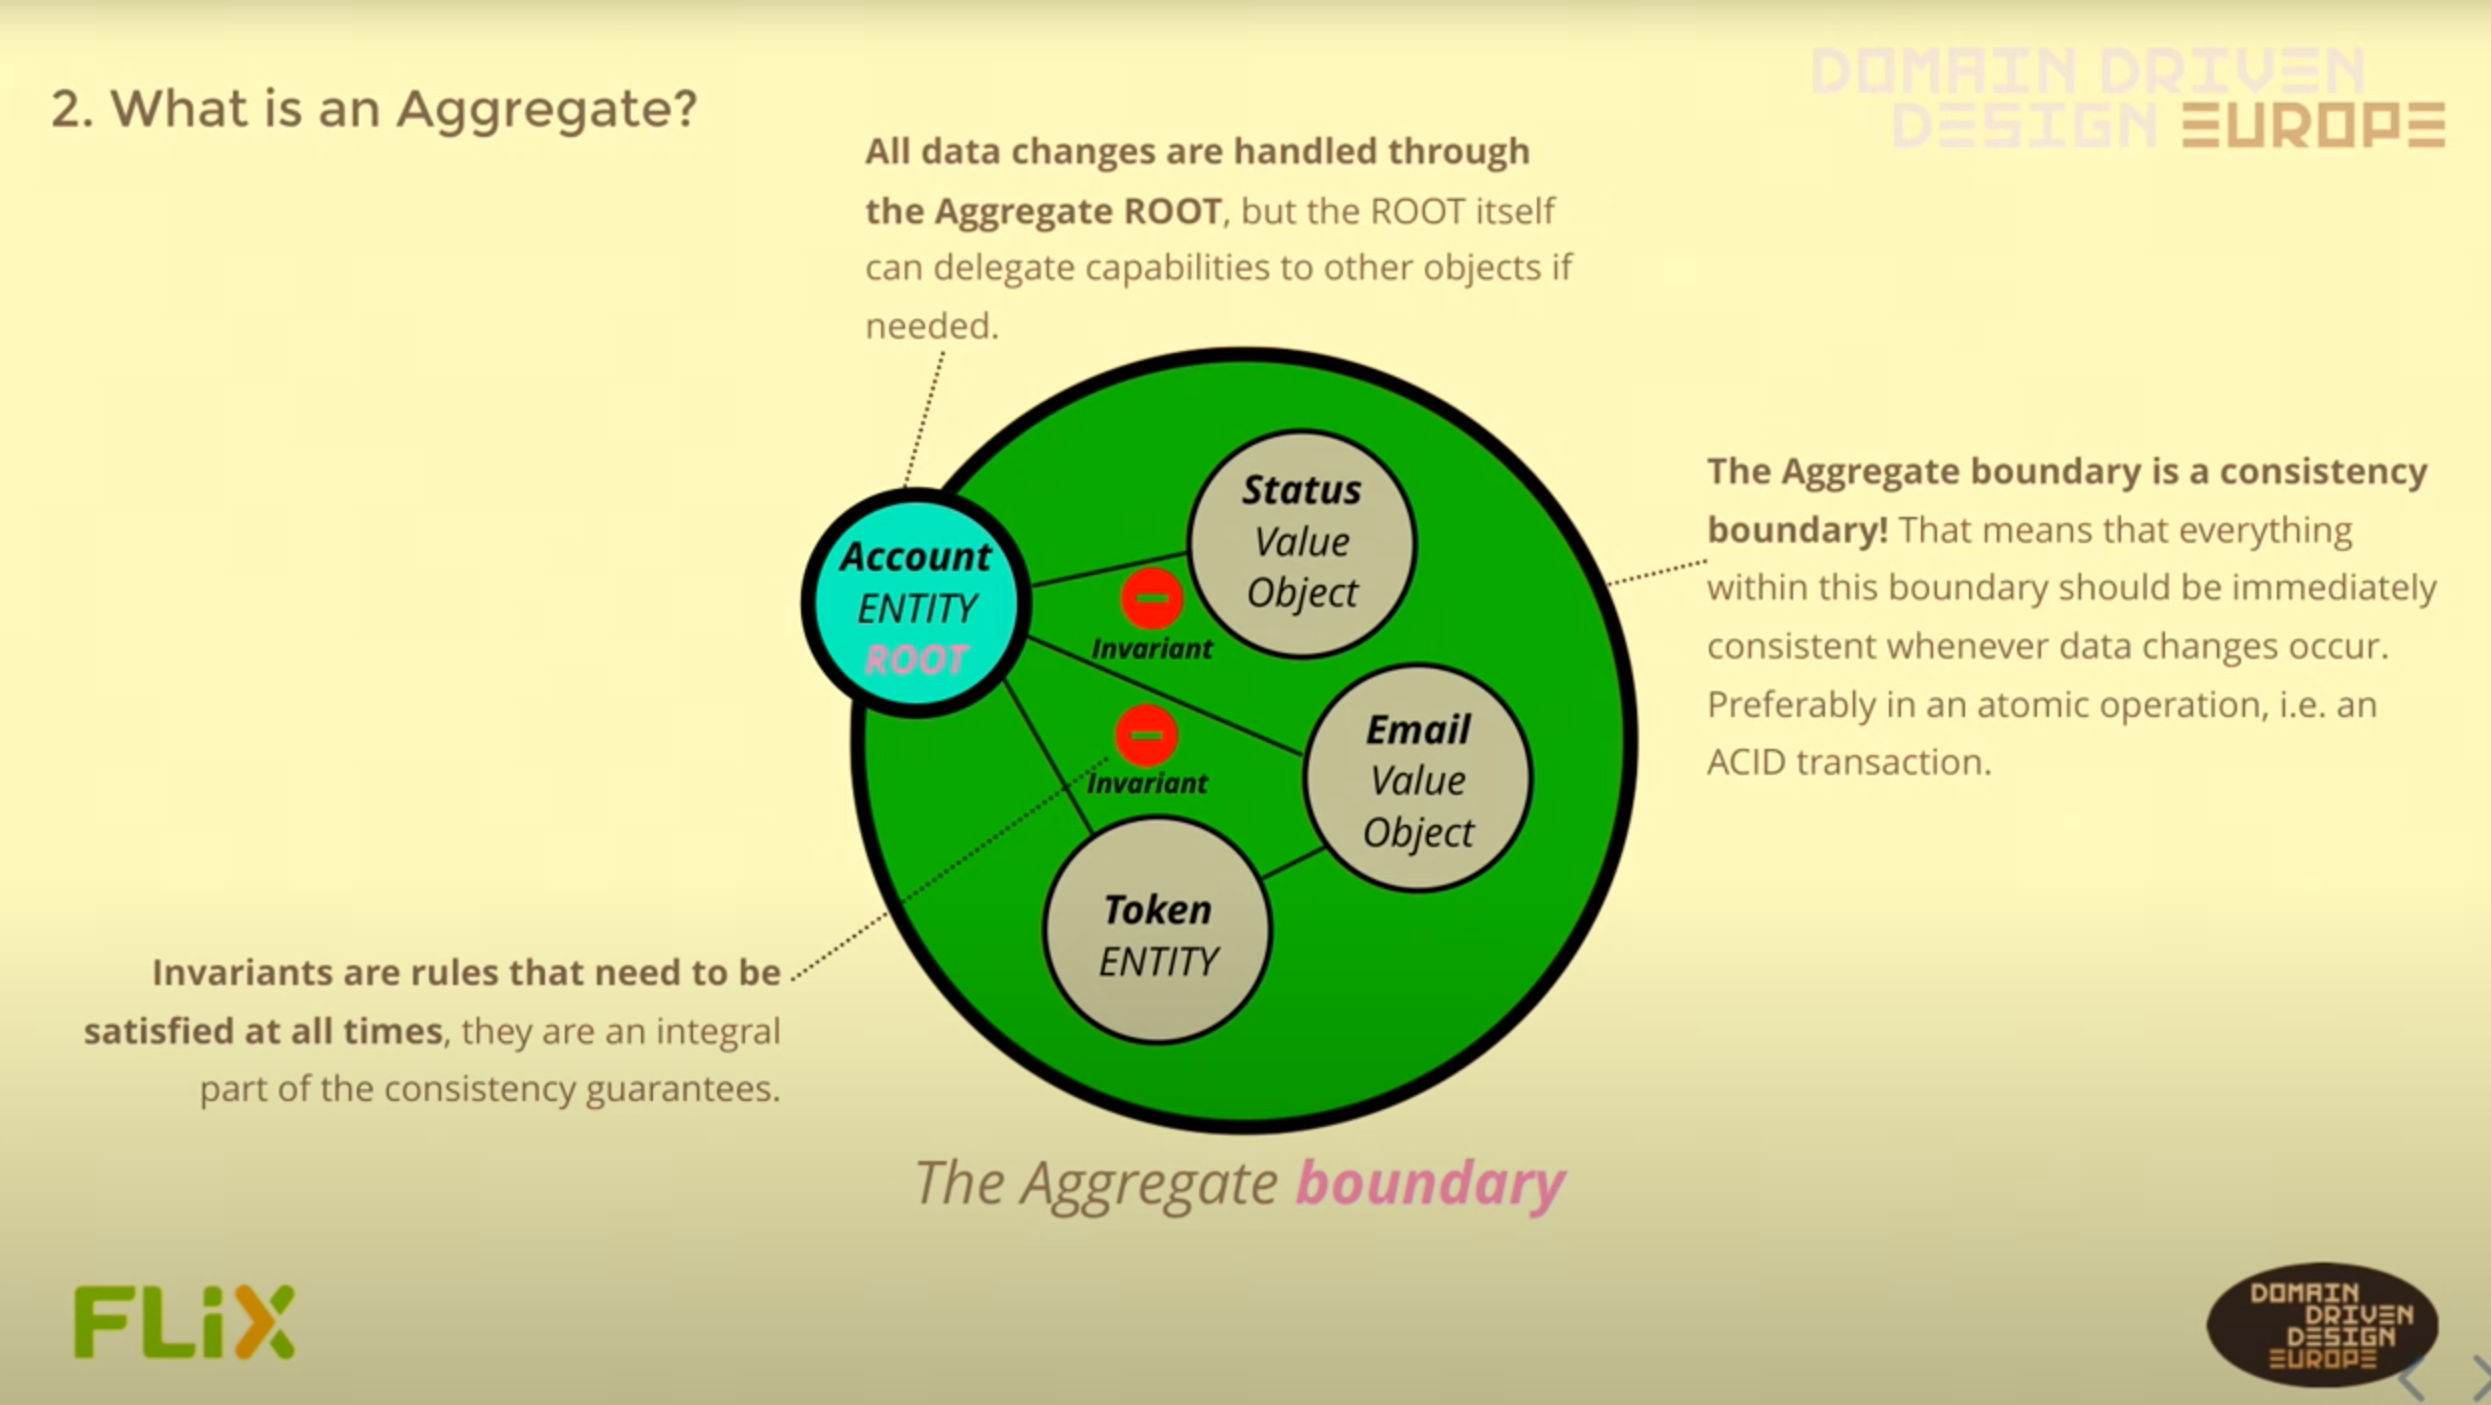 2. What is an Aggregate?
DOMAIN DRIVEN
DESIGN EUROPE
All data changes are handled through
the Aggregate ROOT, but the ROOT itself
can delegate capabilities to other objects if
needed.
Account
ENTITY
ROOT
Status
Value
Object
Invariant
Email
Value
Object
Invariant
Token
ENTITY
The Aggregate boundary is a consistency
boundary! That means that everything
within this boundary should be immediately
consistent whenever data changes occur.
Preferably in an atomic operation, i.e. an
ACID transaction.
Invariants are rules that need to be
satisfied at all times, they are an integral
part of the consistency guarantees.
The Aggregate boundary
FLiX
DOMAIN
DRIVEN
DESIGN
EUROPE